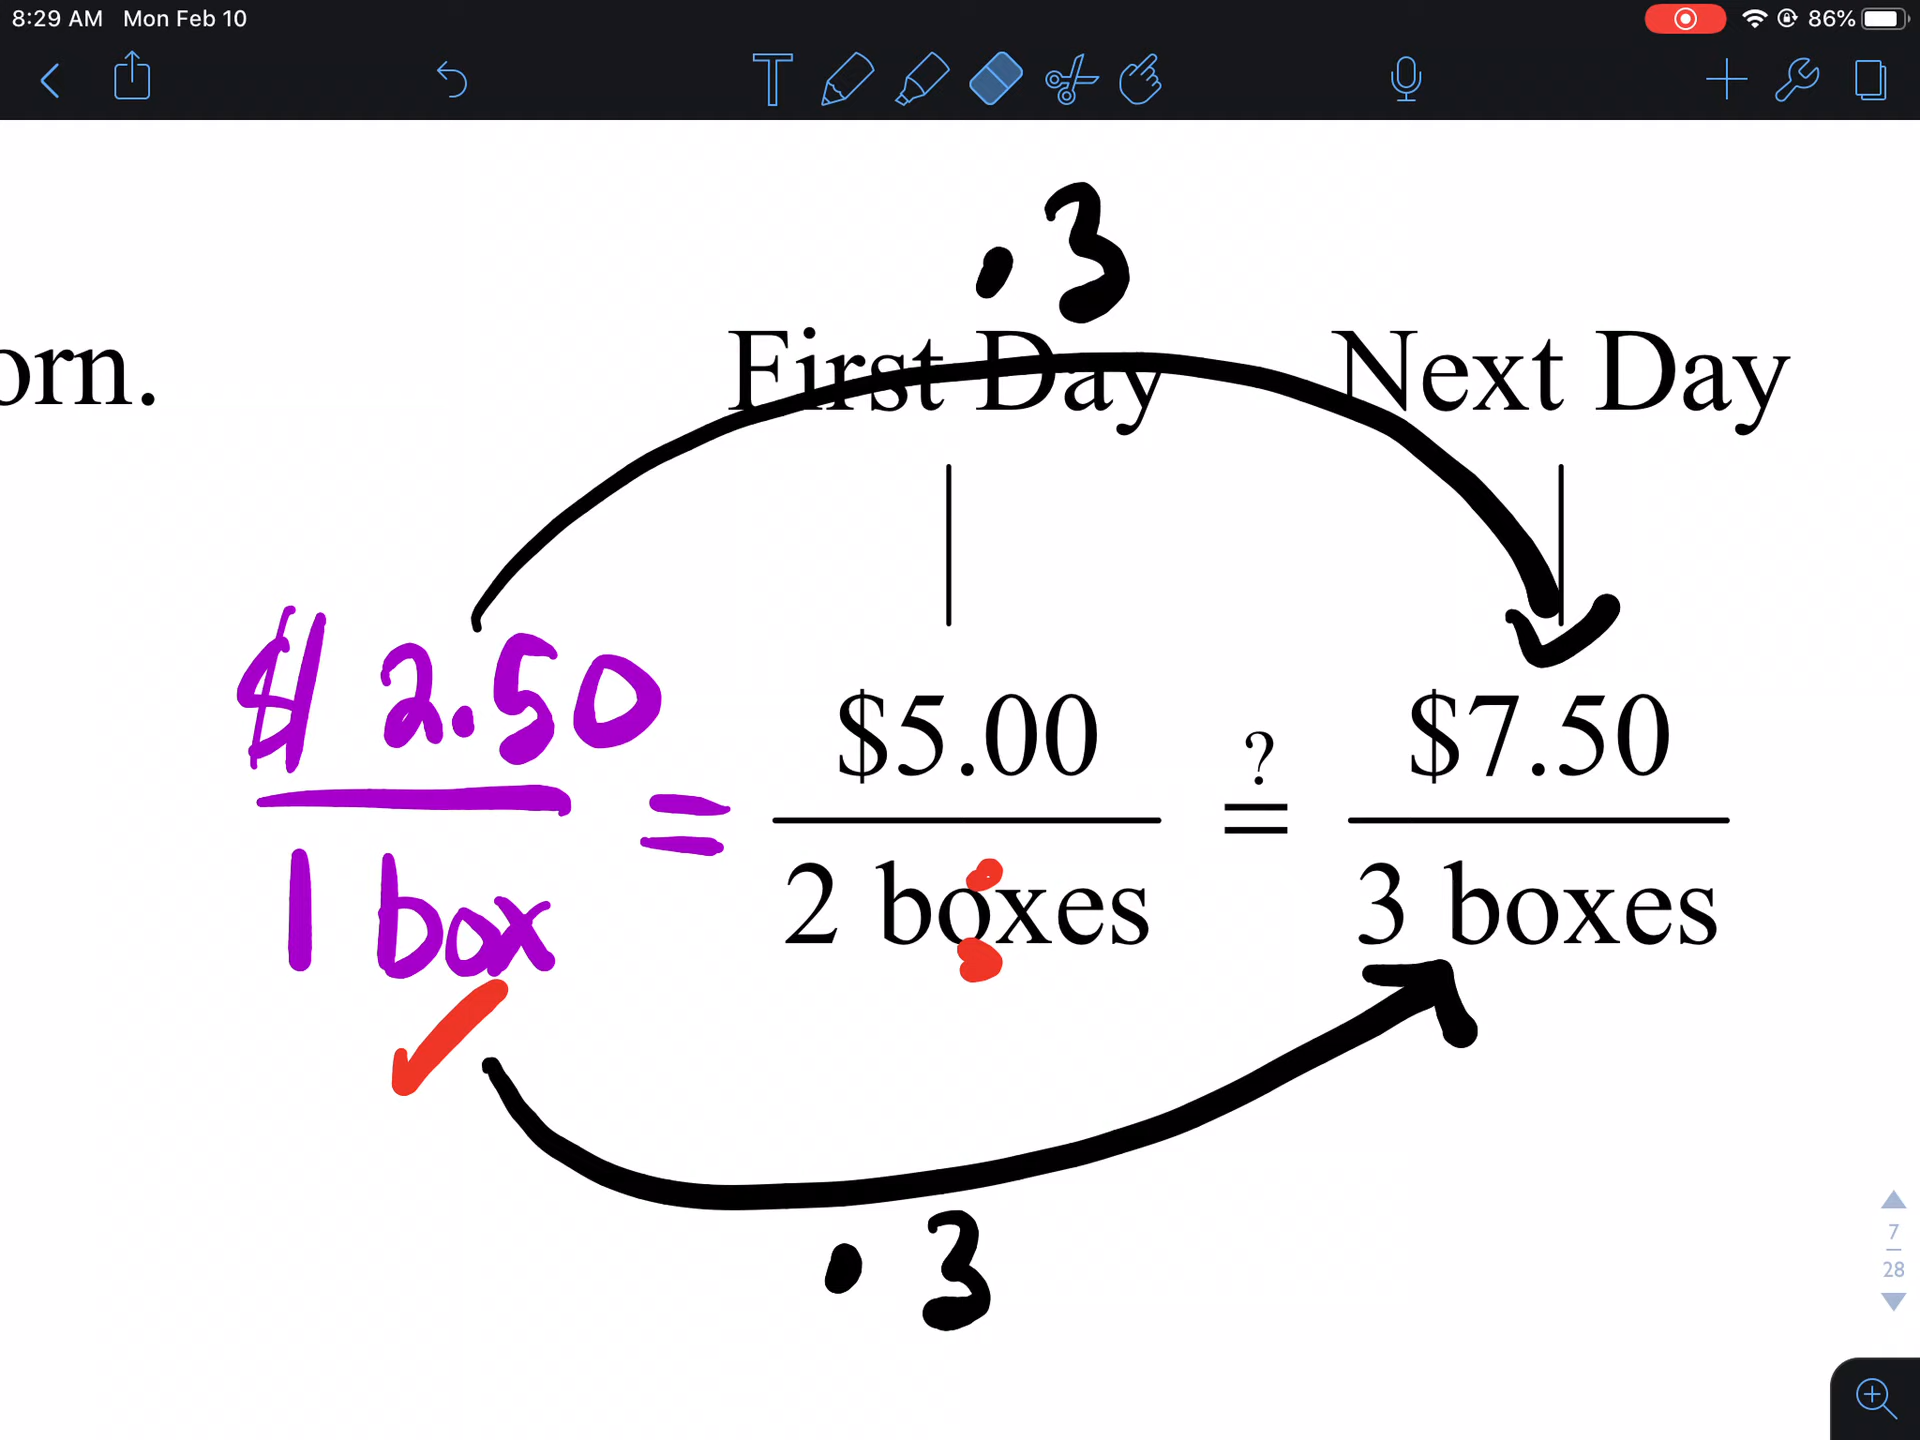 8:29 AM Mon Feb 10
86%
T
. 3
orn.
First Day Next Day
$ 2.50
1 box
=
$5.00
2 boxes
?
=
$7.50
3 boxes
. 3
7
28